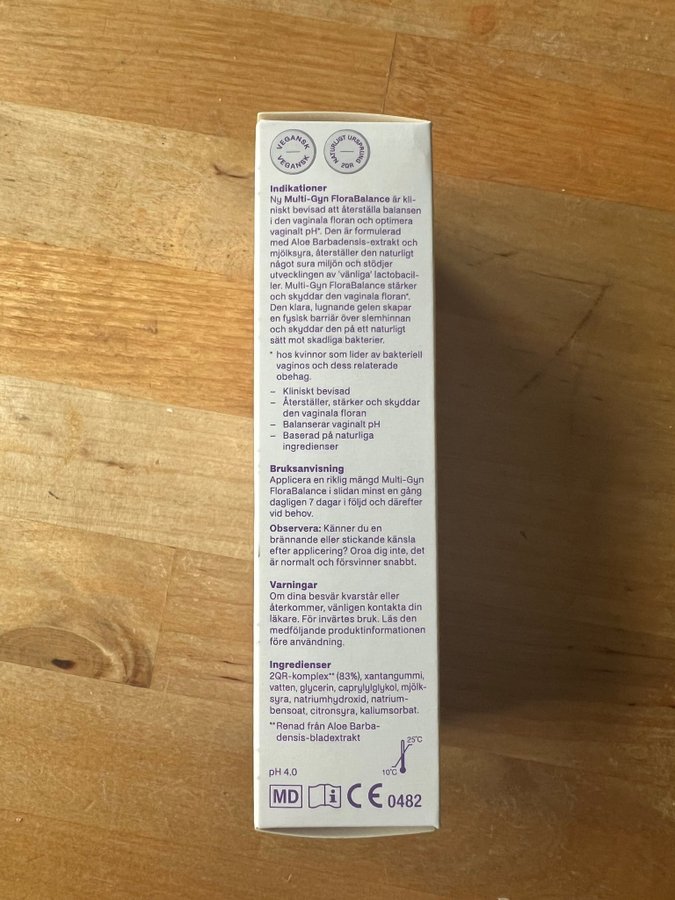 VEGANSK
VEGANSK
NATURLIGT URSPRUNG
2QR
Indikationer
Ny Multi-Gyn FloraBalance är kli-
niskt bevisad att återställa balansen
i den vaginala floran och optimera
vaginalt pH*. Den är formulerad
med Aloe Barbadensis-extrakt och
mjölksyra, återställer den naturligt
något sura miljön och stödjer
utvecklingen av 'vänliga' lactobacil-
ler. Multi-Gyn FloraBalance stärker
och skyddar den vaginala floran*.
Den klara, lugnande gelen skapar
en fysisk barriär över slemhinnan
och skyddar den på ett naturligt
sätt mot skadliga bakterier.
* hos kvinnor som lider av bakteriell
vaginos och dess relaterade
obehag.
– Kliniskt bevisad
– Återställer, stärker och skyddar
den vaginala floran
– Balanserar vaginalt pH
– Baserad på naturliga
ingredienser
Bruksanvisning
Applicera en riklig mängd Multi-Gyn
FloraBalance i slidan minst en gång
dagligen 7 dagar i följd och därefter
vid behov.
Observera: Känner du en
brännande eller stickande känsla
efter applicering? Oroa dig inte, det
är normalt och försvinner snabbt.
Varningar
Om dina besvär kvarstår eller
återkommer, vänligen kontakta din
läkare. För invärtes bruk. Läs den
medföljande produktinformationen
före användning.
Ingredienser
2QR-komplex** (83%), xantangummi,
vatten, glycerin, caprylylglykol, mjölk-
syra, natriumhydroxid, natrium-
bensoat, citronsyra, kaliumsorbat.
**Renad från Aloe Barba-
densis-bladextrakt
25°C
10°C
pH 4.0
MD i CE 0482